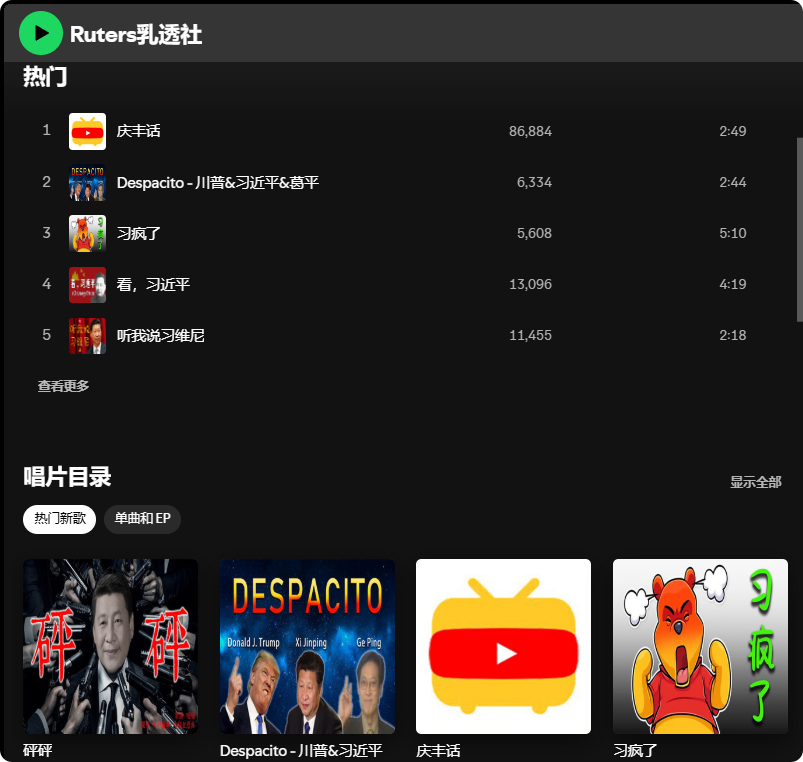 Ruters乳透社
热门
1 庆丰话 86,884 2:49
2 Despacito - 川普&习近平&葛平 6,334 2:44
3 习疯了 5,608 5:10
4 看，习近平 13,096 4:19
5 听我说习维尼 11,455 2:18
查看更多
唱片目录
显示全部
热门新歌 单曲和 EP
砰 砰
DESPACITO
Donald J. Trump Xi Jinping Ge Ping
习疯了
砰砰
Despacito - 川普&习近平
庆丰话
习疯了